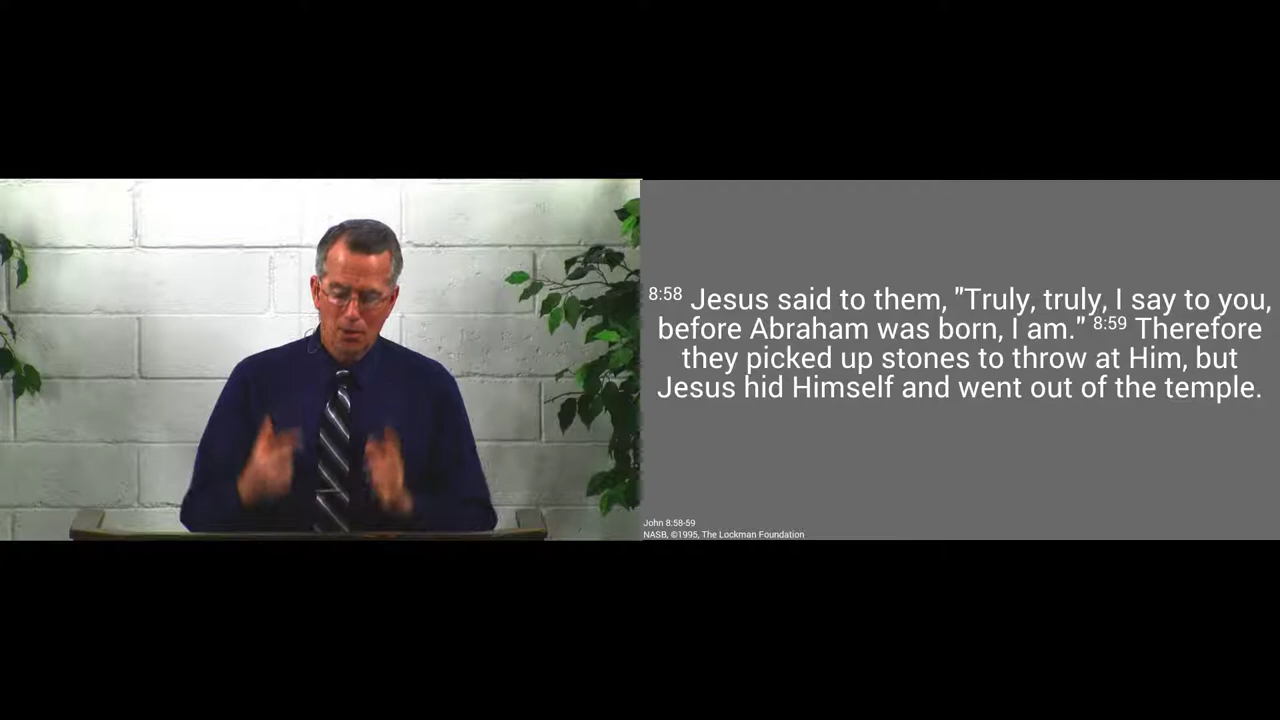 8:58 Jesus said to them, "Truly, truly, I say to you,
before Abraham was born, I am." 8:59 Therefore
they picked up stones to throw at Him, but
Jesus hid Himself and went out of the temple.
John 8:58-59
NASB, ©1995, The Lockman Foundation